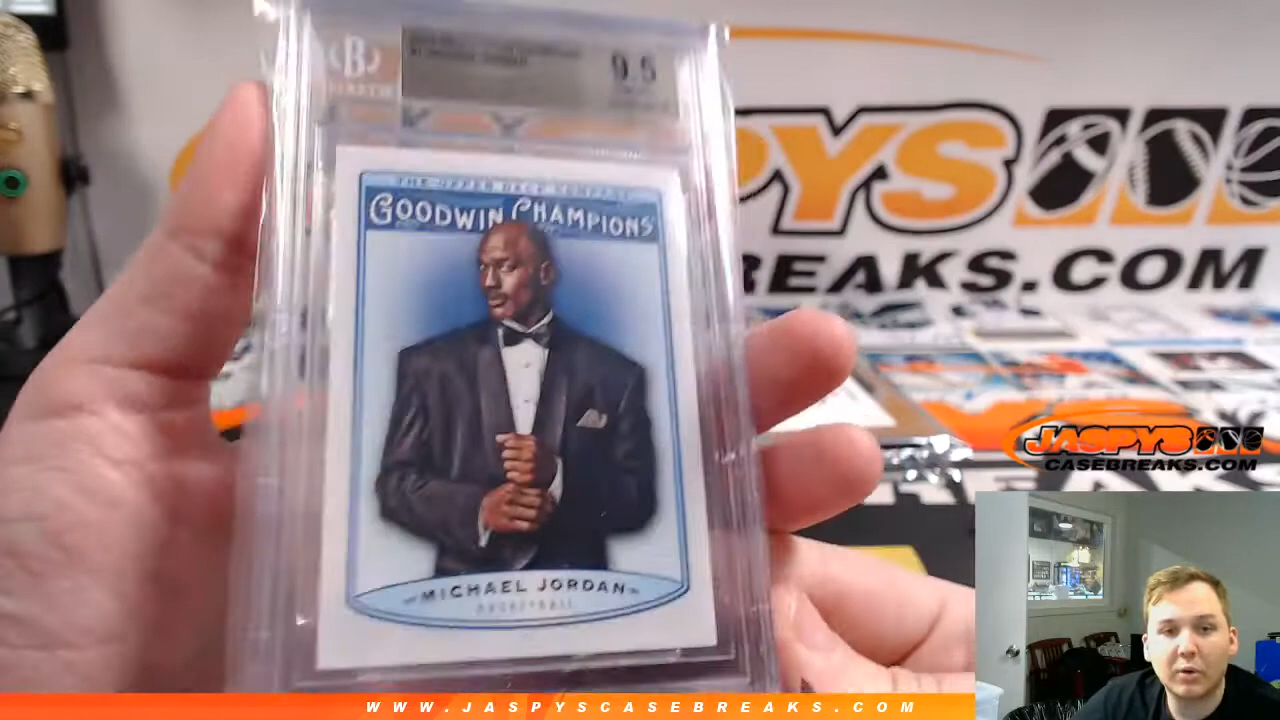 B
9.5
THE UPPER DECK COMPANY
GOODWIN CHAMPIONS
MICHAEL JORDAN
BASKETBALL
PYS
REAKS.COM
JASPYS
CASEBREAKS.COM
WWW.JASPYSCASEBREAKS.COM